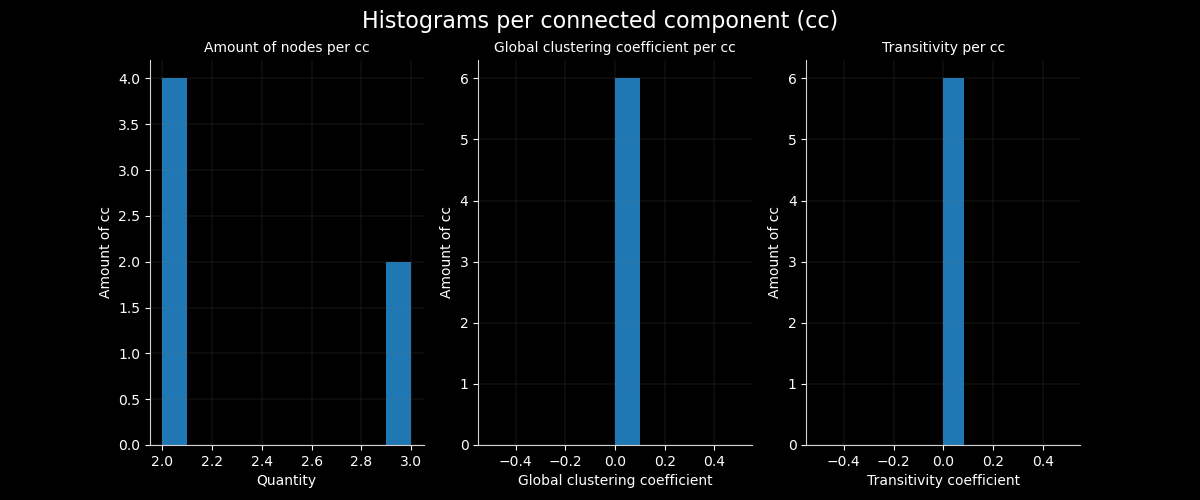 Histograms per connected component (cc)
Amount of nodes per cc
Global clustering coefficient per cc
Transitivity per cc
Amount of cc
4.0
3.5
3.0
2.5
2.0
1.5
1.0
0.5
0.0
2.0 2.2 2.4 2.6 2.8 3.0
Quantity
Amount of cc
6
5
4
3
2
1
0
−0.4 −0.2 0.0 0.2 0.4
Global clustering coefficient
Amount of cc
6
5
4
3
2
1
0
−0.4 −0.2 0.0 0.2 0.4
Transitivity coefficient